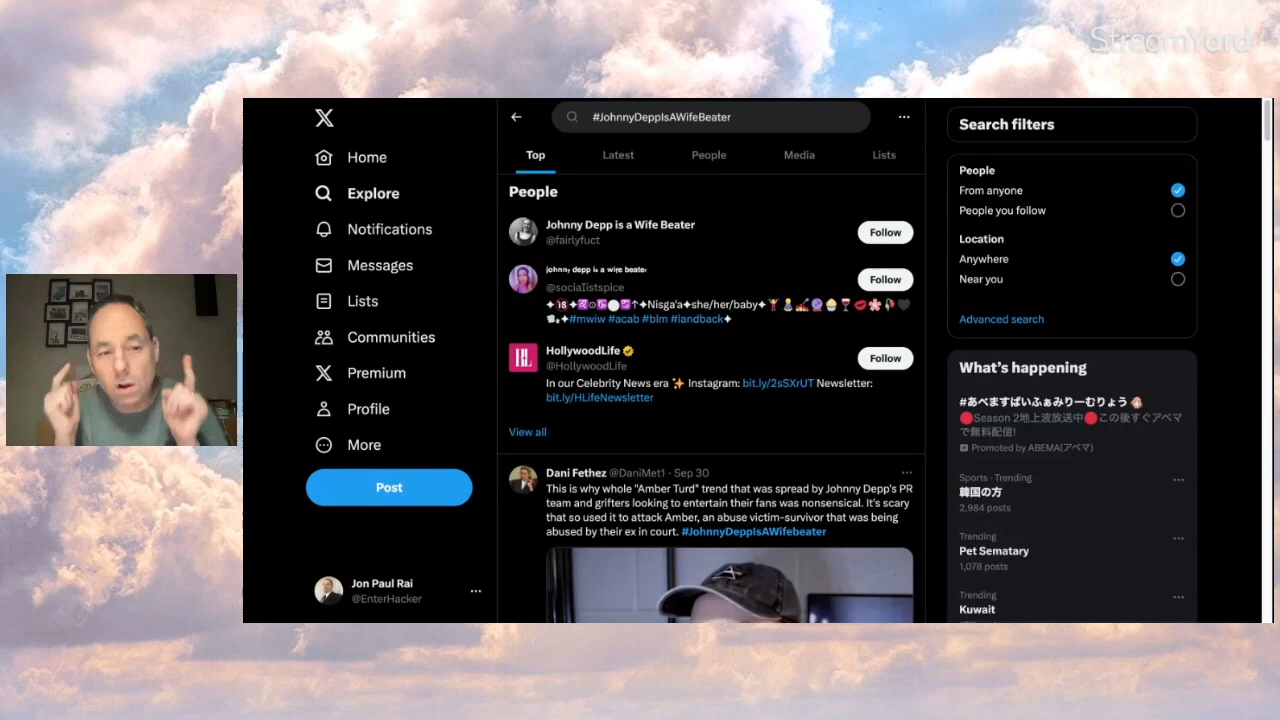 StreamYard
#JohnnyDeppIsAWifeBeater
Home
Explore
Notifications
Messages
Lists
Communities
Premium
Profile
More
Post
Jon Paul Rai
@EnterHacker
Top
Latest
People
Media
Lists
People
Johnny Depp is a Wife Beater
@fairlyfuct
Follow
johnny depp is a wife beater
@sociaIistspice
Follow
Nisga'a✦she/her/baby✦
#mwiw #acab #blm #landback✦
HollywoodLife
@HollywoodLife
Follow
In our Celebrity News era ✨ Instagram: bit.ly/2sSXrUT Newsletter:
bit.ly/HLifeNewsletter
View all
Dani Fethez @DaniMet1 · Sep 30
This is why whole "Amber Turd" trend that was spread by Johnny Depp's PR
team and grifters looking to entertain their fans was nonsensical. It's scary
that so used it to attack Amber, an abuse victim-survivor that was being
abused by their ex in court. #JohnnyDeppIsAWifebeater
Search filters
People
From anyone
People you follow
Location
Anywhere
Near you
Advanced search
What's happening
#あべますぱいふぁみりーむりょう
🔴Season 2地上波放送中🔴この後すぐアベマ
で無料配信!
Promoted by ABEMA(アベマ)
Sports · Trending
韓国の方
2,984 posts
Trending
Pet Sematary
1,078 posts
Trending
Kuwait